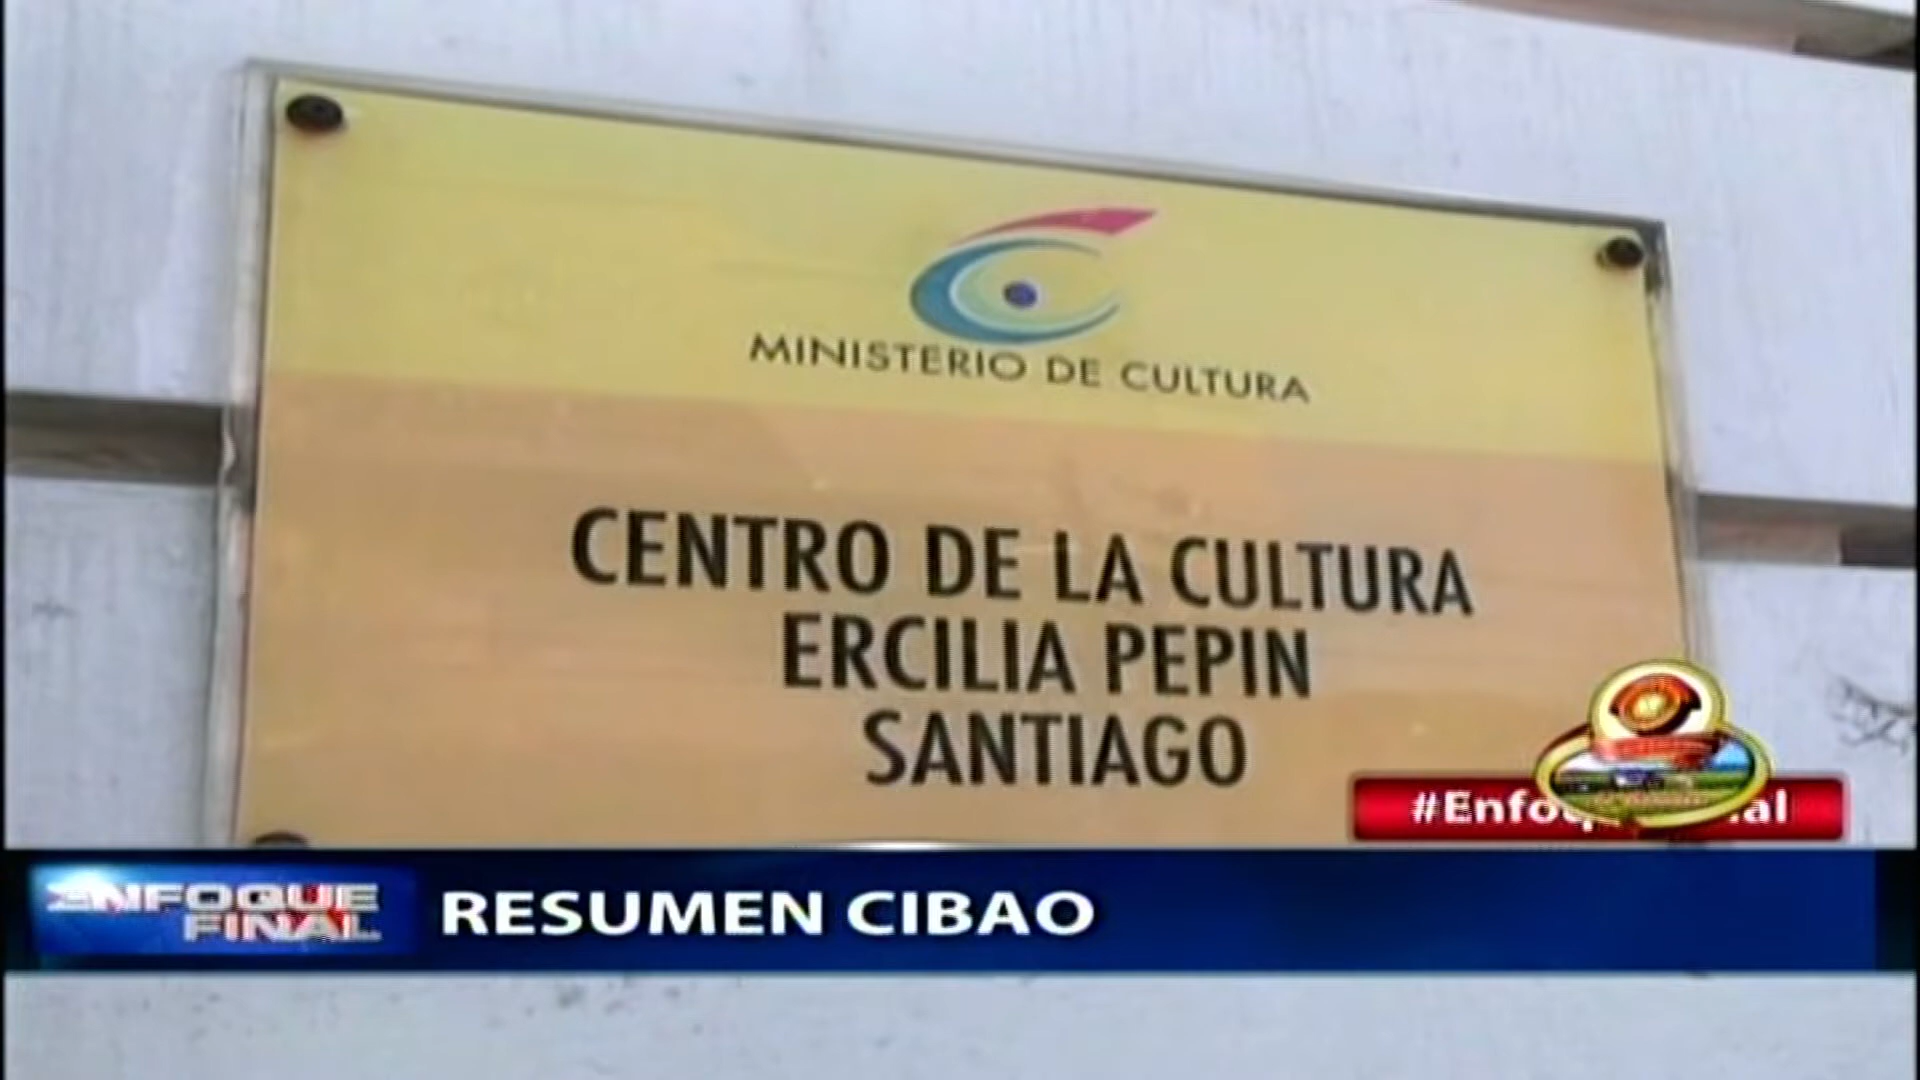 MINISTERIO DE CULTURA
CENTRO DE LA CULTURA
ERCILIA PEPIN
SANTIAGO
ENFOQUE
FINAL
RESUMEN CIBAO